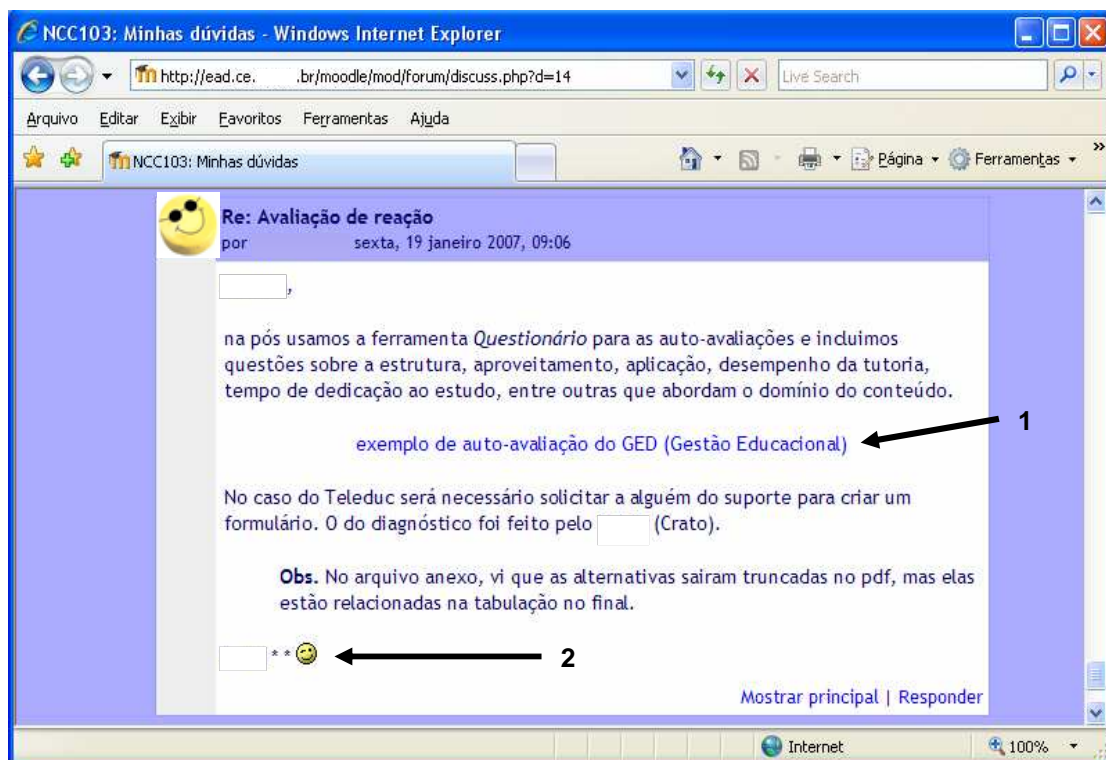 NCC103: Minhas dúvidas - Windows Internet Explorer
http://ead.ce. .br/moodle/mod/forum/discuss.php?d=14
Live Search
Arquivo Editar Exibir Favoritos Ferramentas Ajuda
NCC103: Minhas dúvidas
Página Ferramentas »
Re: Avaliação de reação
por sexta, 19 janeiro 2007, 09:06
,
na pós usamos a ferramenta Questionário para as auto-avaliações e incluimos
questões sobre a estrutura, aproveitamento, aplicação, desempenho da tutoria,
tempo de dedicação ao estudo, entre outras que abordam o domínio do conteúdo.
1
exemplo de auto-avaliação do GED (Gestão Educacional)
No caso do Teleduc será necessário solicitar a alguém do suporte para criar um
formulário. O do diagnóstico foi feito pelo (Crato).
Obs. No arquivo anexo, vi que as alternativas sairam truncadas no pdf, mas elas
estão relacionadas na tabulação no final.
* *
2
Mostrar principal | Responder
Internet 100%